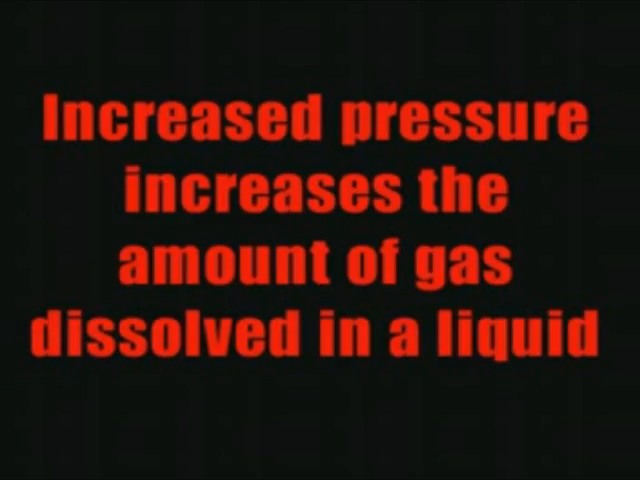 Increased pressure
increases the
amount of gas
dissolved in a liquid